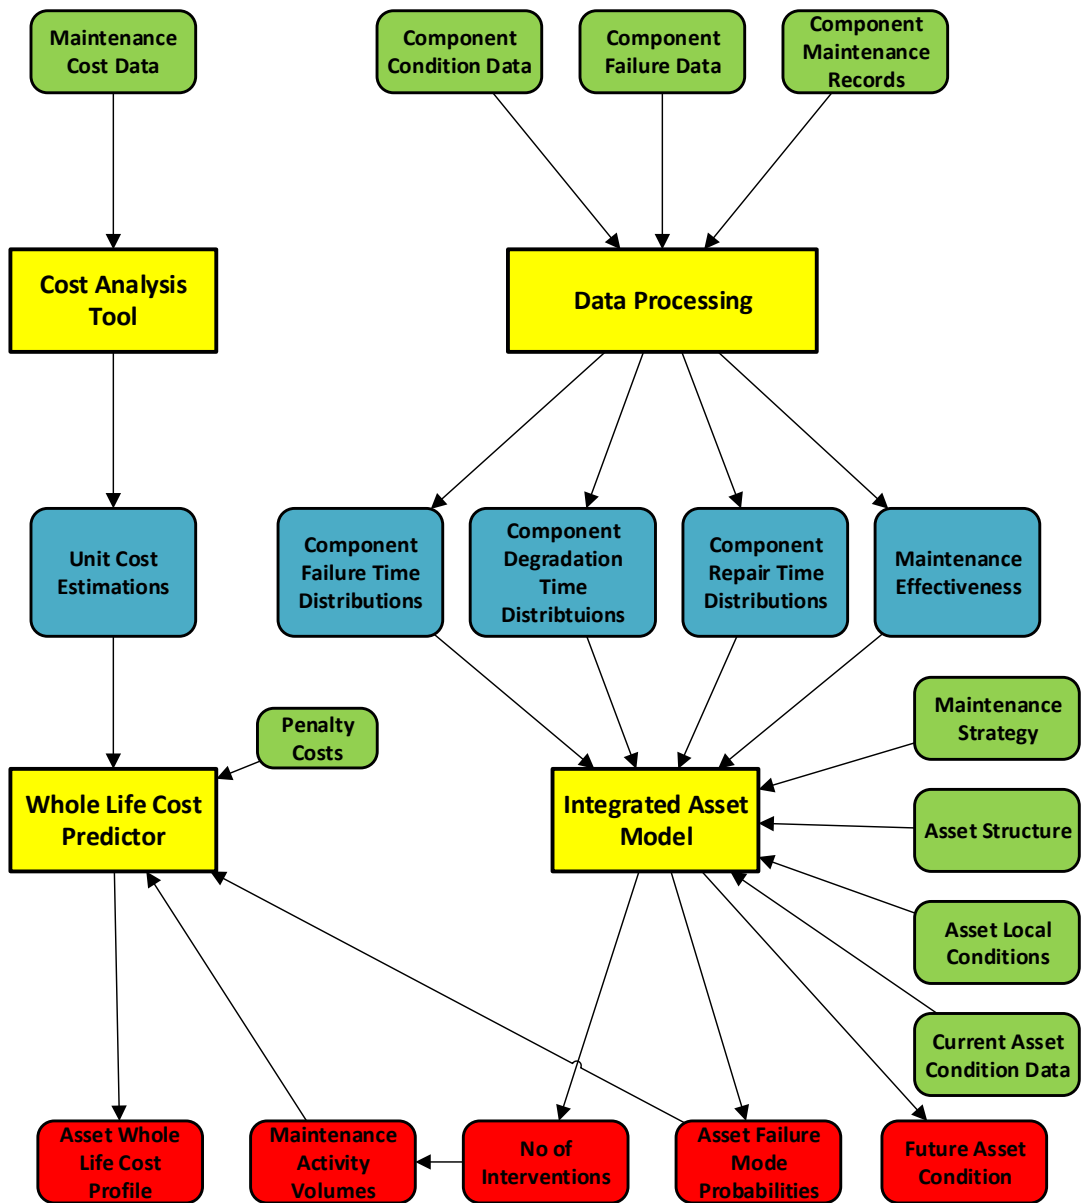 Maintenance
Cost Data
Component
Condition Data
Component
Failure Data
Component
Maintenance
Records
Cost Analysis
Tool
Data Processing
Unit Cost
Estimations
Component
Failure Time
Distributions
Component
Degradation
Time
Distribtuions
Component
Repair Time
Distributions
Maintenance
Effectiveness
Penalty
Costs
Maintenance
Strategy
Whole Life Cost
Predictor
Integrated Asset
Model
Asset Structure
Asset Local
Conditions
Current Asset
Condition Data
Asset Whole
Life Cost
Profile
Maintenance
Activity
Volumes
No of
Interventions
Asset Failure
Mode
Probabilities
Future Asset
Condition